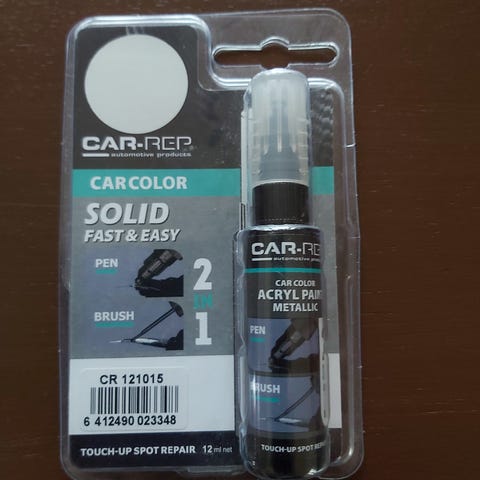 CAR-REP
automotive products
CAR COLOR
SOLID
FAST & EASY
PEN
2
IN
1
BRUSH
CR 121015
6 412490 023348
TOUCH-UP SPOT REPAIR 12 ml net
CAR-REP
automotive products
CAR COLOR
ACRYL PAINT
METALLIC
PEN
BRUSH
TOUCH-UP SPOT REPAIR